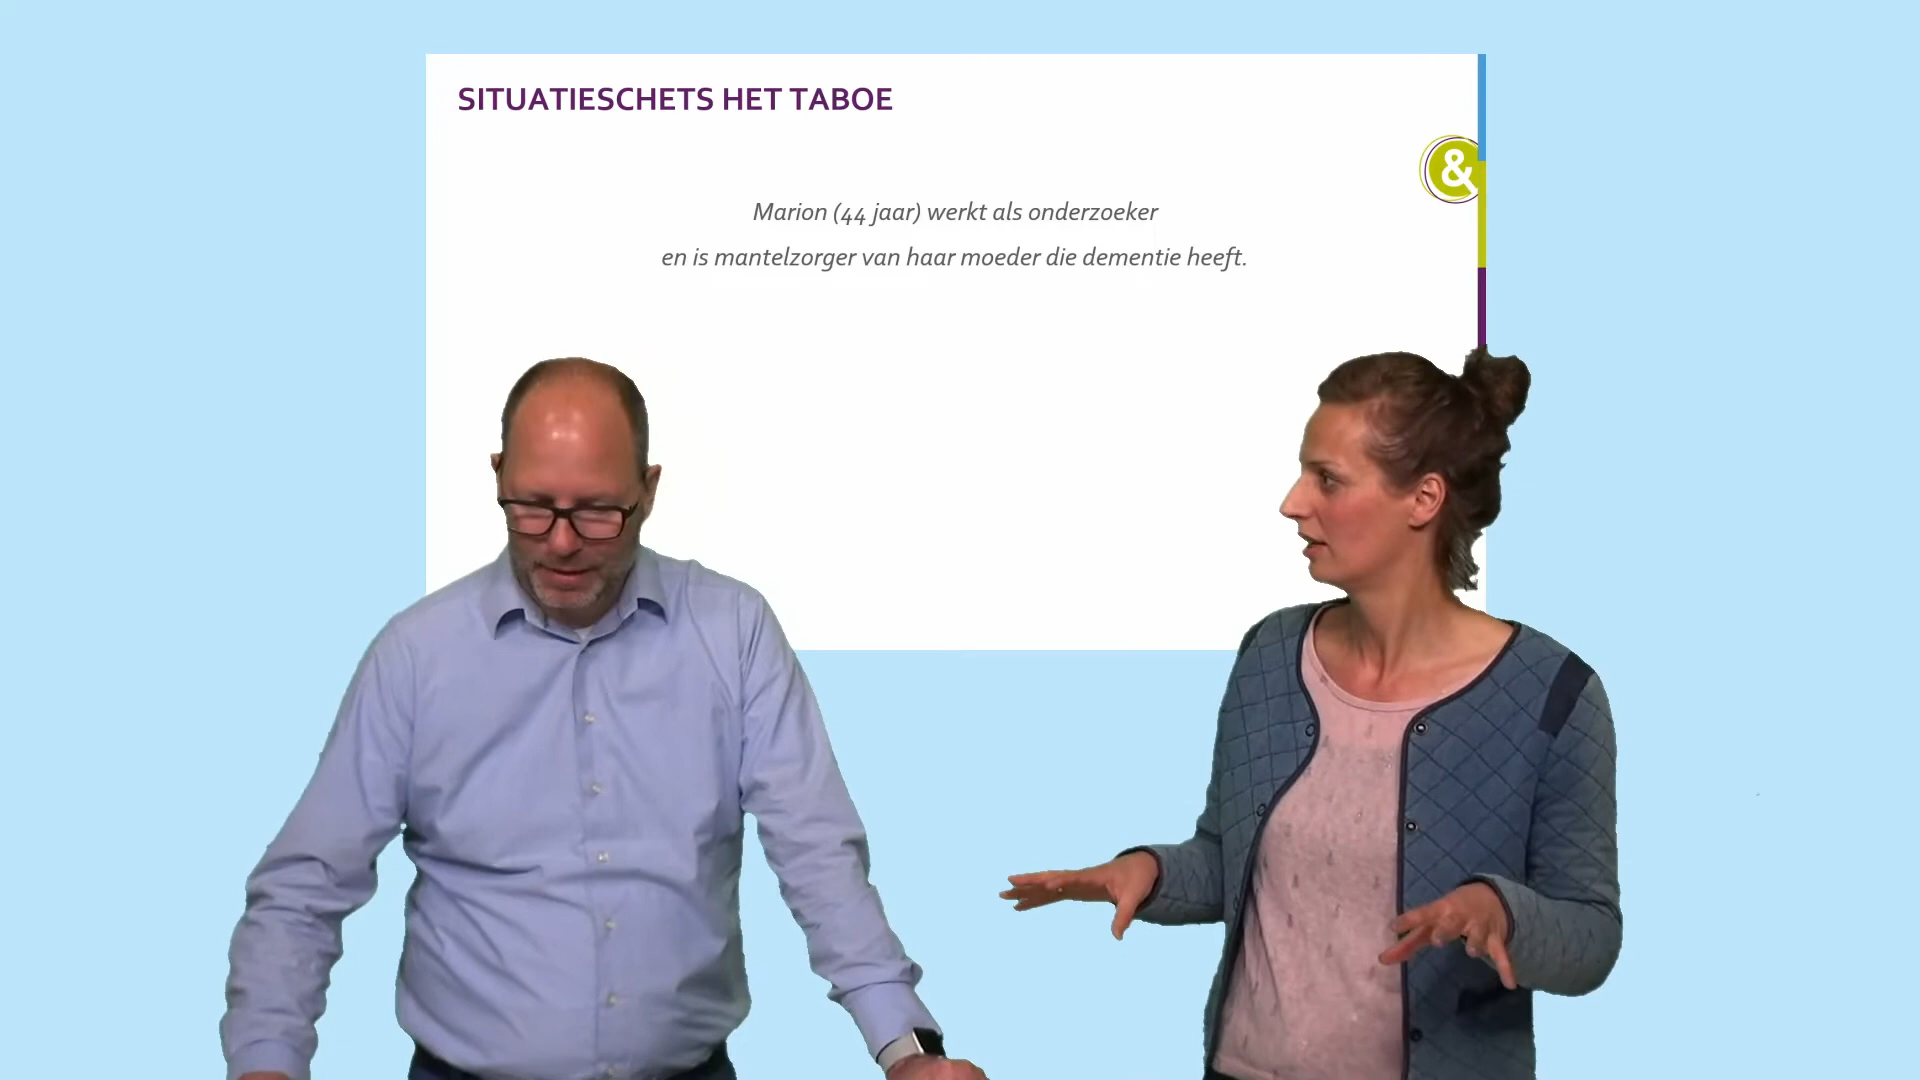 SITUATIESCHETS HET TABOE
&
Marion (44 jaar) werkt als onderzoeker
en is mantelzorger van haar moeder die dementie heeft.